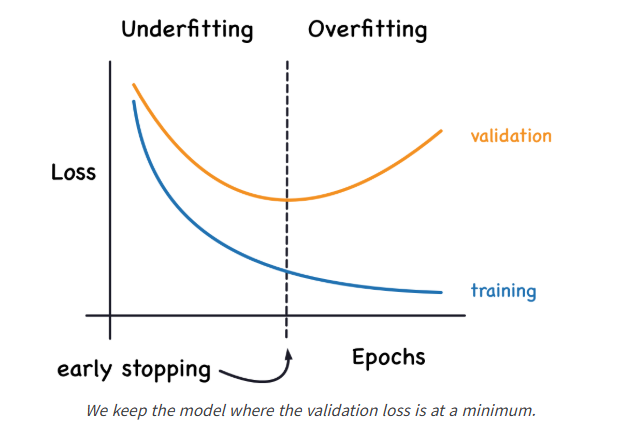 Underfitting Overfitting
validation
Loss
training
Epochs
early stopping
We keep the model where the validation loss is at a minimum.